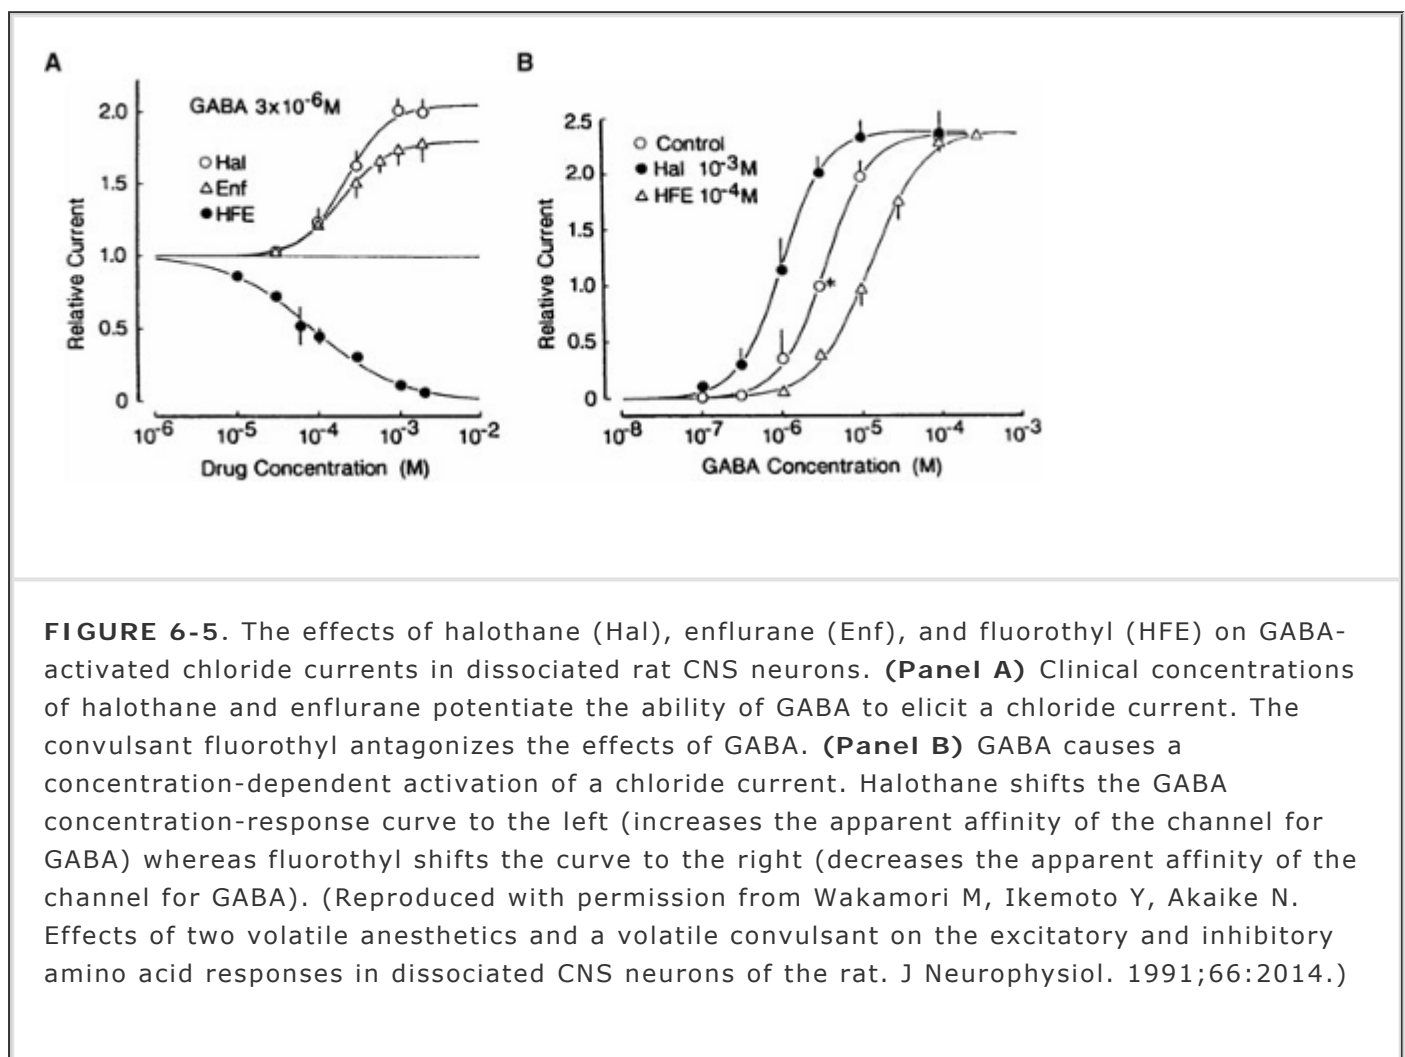 A
B
GABA 3x10⁻⁶M
Hal
Enf
HFE
2.0
1.5
1.0
0.5
0
Relative Current
10⁻⁶ 10⁻⁵ 10⁻⁴ 10⁻³ 10⁻²
Drug Concentration (M)
Control
Hal 10⁻³M
HFE 10⁻⁴M
2.5
2.0
1.5
1.0
0.5
0
Relative Current
*
10⁻⁸ 10⁻⁷ 10⁻⁶ 10⁻⁵ 10⁻⁴ 10⁻³
GABA Concentration (M)
FIGURE 6-5. The effects of halothane (Hal), enflurane (Enf), and fluorothyl (HFE) on GABA-
activated chloride currents in dissociated rat CNS neurons. (Panel A) Clinical concentrations
of halothane and enflurane potentiate the ability of GABA to elicit a chloride current. The
convulsant fluorothyl antagonizes the effects of GABA. (Panel B) GABA causes a
concentration-dependent activation of a chloride current. Halothane shifts the GABA
concentration-response curve to the left (increases the apparent affinity of the channel for
GABA) whereas fluorothyl shifts the curve to the right (decreases the apparent affinity of the
channel for GABA). (Reproduced with permission from Wakamori M, Ikemoto Y, Akaike N.
Effects of two volatile anesthetics and a volatile convulsant on the excitatory and inhibitory
amino acid responses in dissociated CNS neurons of the rat. J Neurophysiol. 1991;66:2014.)